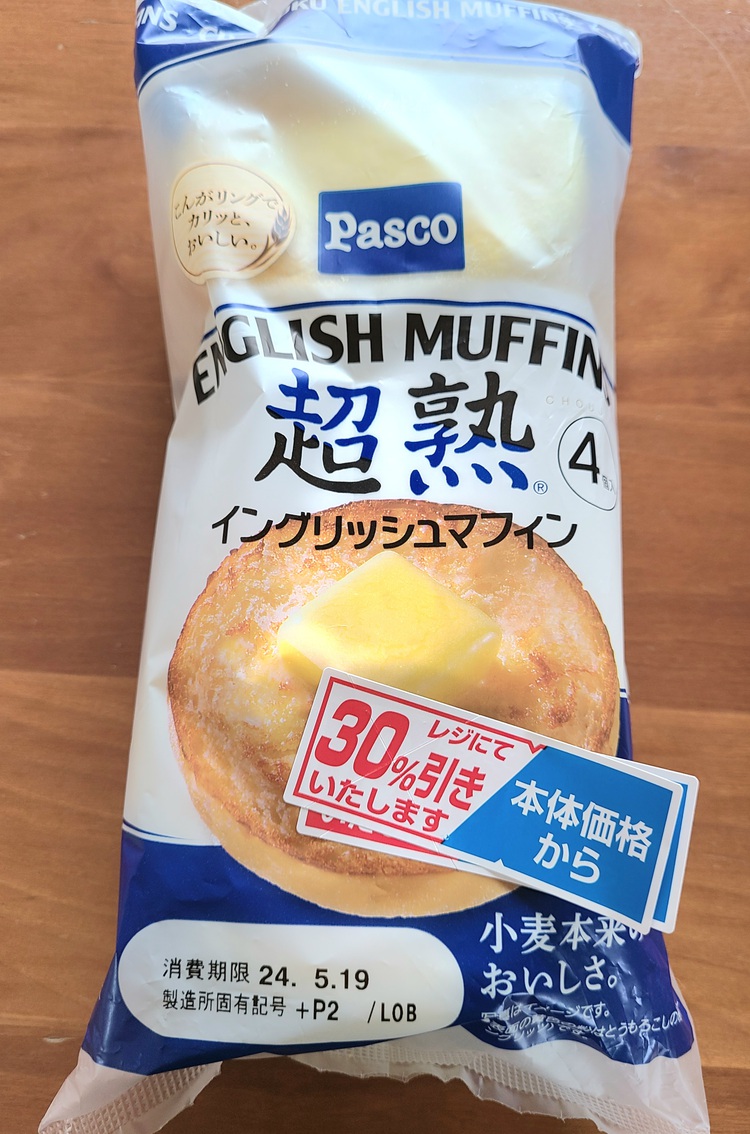 ENGLISH MUFFINS
こんがリングで
カリッと、
おいしい。
Pasco
ENGLISH MUFFIN
超熟®
4
イングリッシュマフィン
レジにて
30%引き
いたします
本体価格
から
小麦本来の
おいしさ。
消費期限 24. 5.19
製造所固有記号 +P2 /LOB